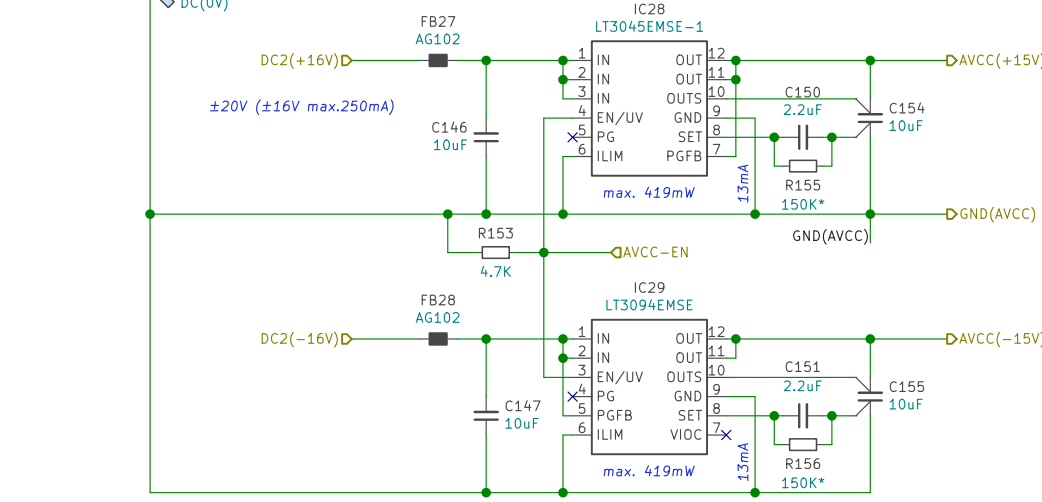 DC(0V)
FB27
AG102
IC28
LT3045EMSE-1
DC2(+16V)
±20V (±16V max.250mA)
C146
10uF
1 IN OUT 12
2 IN OUT 11
3 IN OUTS 10
4 EN/UV GND 9
5 PG SET 8
6 ILIM PGFB 7
max. 419mW
13mA
AVCC(+15V)
C150
2.2uF
C154
10uF
R155
150K*
GND(AVCC)
GND(AVCC)
R153
4.7K
AVCC-EN
FB28
AG102
IC29
LT3094EMSE
DC2(-16V)
C147
10uF
1 IN OUT 12
2 IN OUT 11
3 EN/UV OUTS 10
4 PG GND 9
5 PGFB SET 8
6 ILIM VIOC 7
max. 419mW
13mA
AVCC(-15V)
C151
2.2uF
C155
10uF
R156
150K*